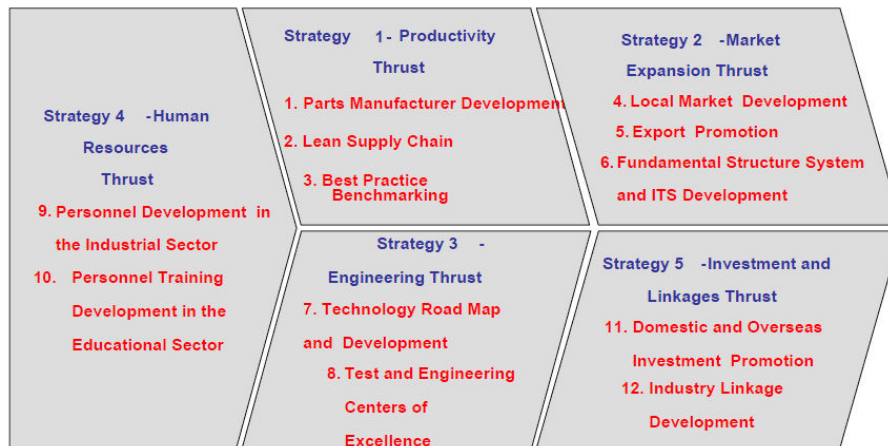 Strategy 4 -Human
Resources
Thrust
9. Personnel Development in
the Industrial Sector
10. Personnel Training
Development in the
Educational Sector
Strategy 1- Productivity
Thrust
1. Parts Manufacturer Development
2. Lean Supply Chain
3. Best Practice
Benchmarking
Strategy 2 -Market
Expansion Thrust
4. Local Market Development
5. Export Promotion
6. Fundamental Structure System
and ITS Development
Strategy 3 -
Engineering Thrust
7. Technology Road Map
and Development
8. Test and Engineering
Centers of
Excellence
Strategy 5 -Investment and
Linkages Thrust
11. Domestic and Overseas
Investment Promotion
12. Industry Linkage
Development